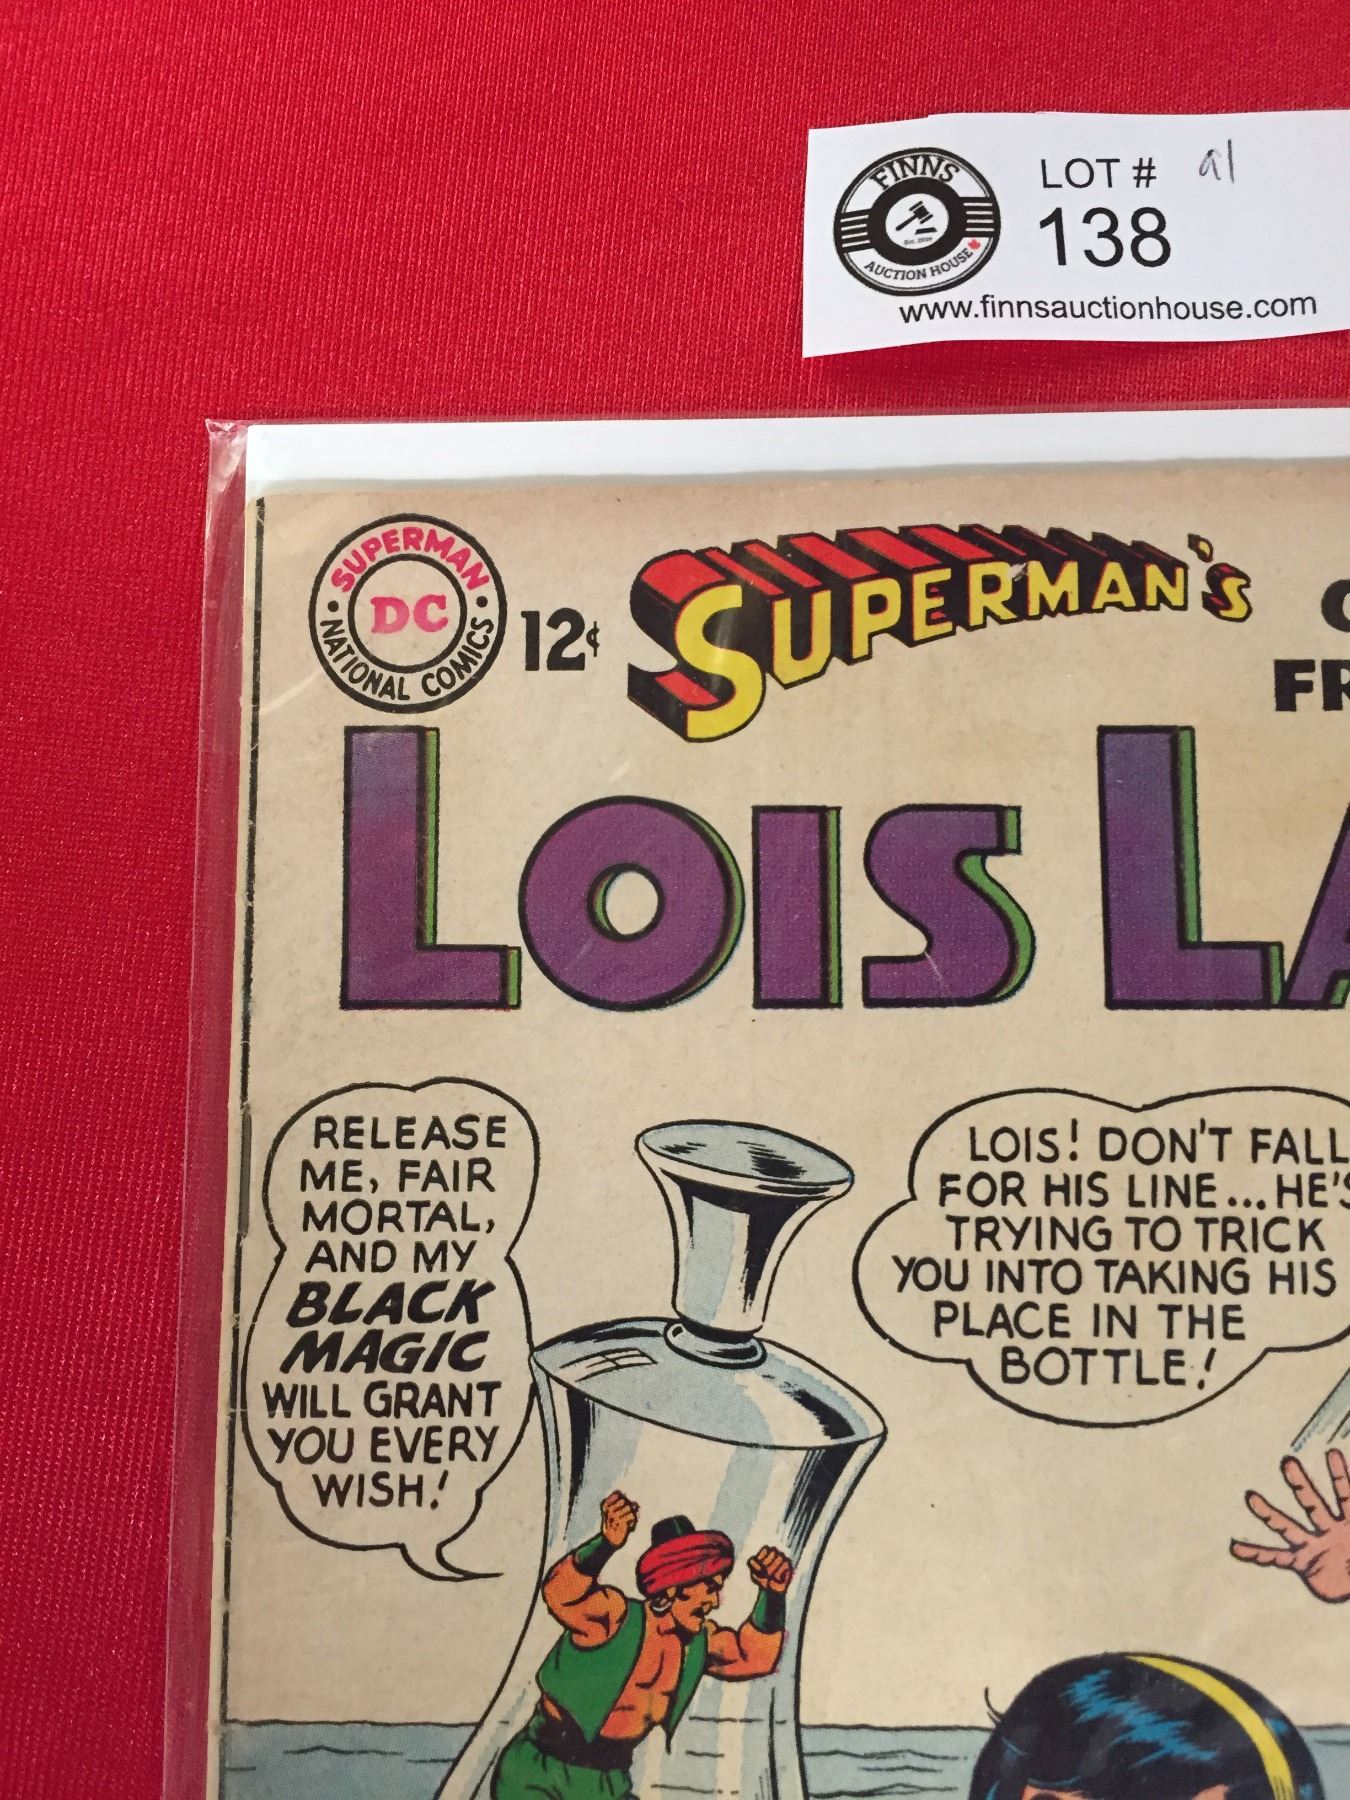 FINNS
AUCTION HOUSE
LOT # a1
138
www.finnsauctionhouse.com
SUPERMAN
DC
NATIONAL COMICS
12¢
SUPERMAN's
FR
LOIS LA
RELEASE
ME, FAIR
MORTAL,
AND MY
BLACK
MAGIC
WILL GRANT
YOU EVERY
WISH!
LOIS! DON'T FALL
FOR HIS LINE...HE'S
TRYING TO TRICK
YOU INTO TAKING HIS
PLACE IN THE
BOTTLE!